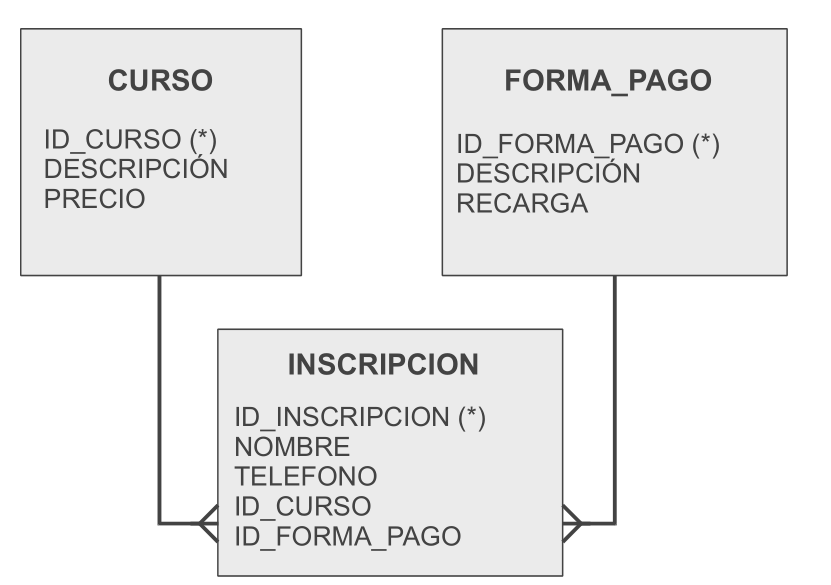 CURSO
ID_CURSO (*)
DESCRIPCIÓN
PRECIO
FORMA_PAGO
ID_FORMA_PAGO (*)
DESCRIPCIÓN
RECARGA
INSCRIPCION
ID_INSCRIPCION (*)
NOMBRE
TELEFONO
ID_CURSO
ID_FORMA_PAGO